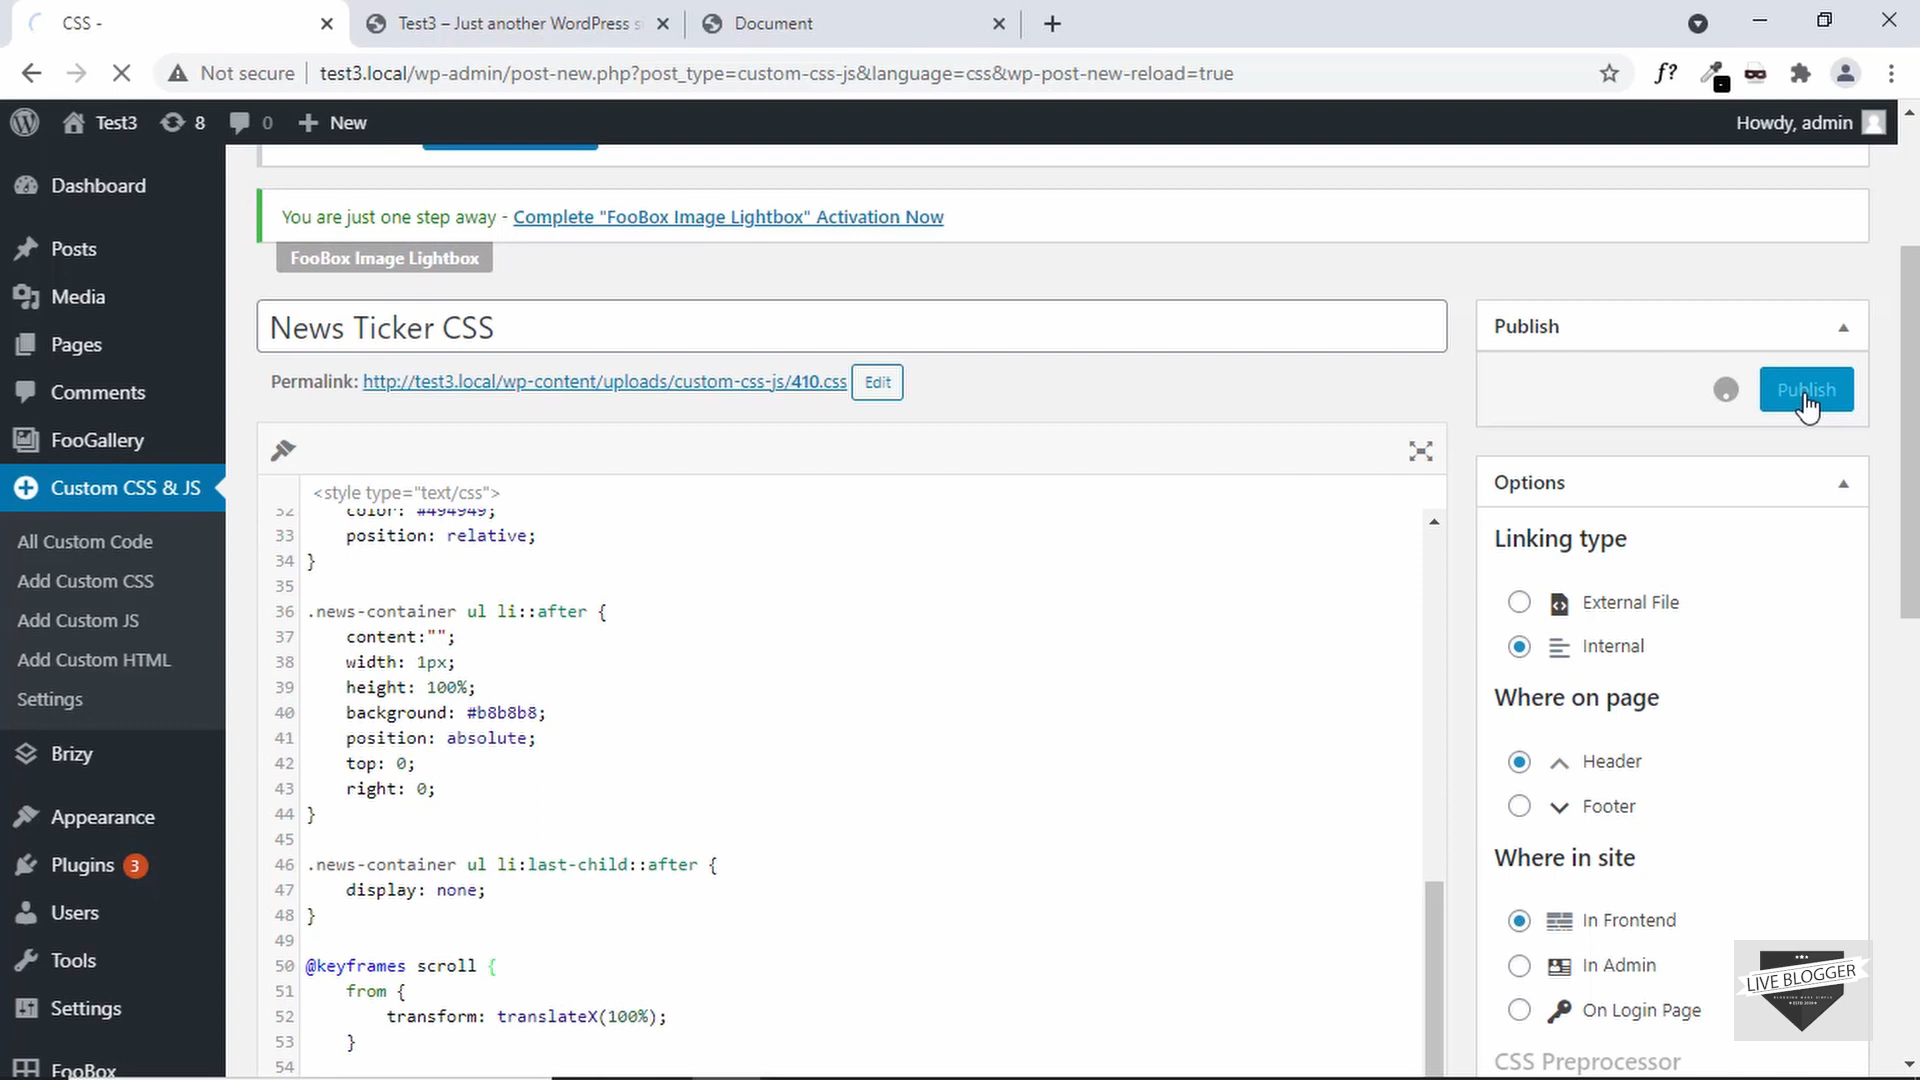 CSS -
Test3 – Just another WordPress s
Document
Not secure
test3.local/wp-admin/post-new.php?post_type=custom-css-js&language=css&wp-post-new-reload=true
f?
Test3
8
0
New
Howdy, admin
Dashboard
Posts
Media
Pages
Comments
FooGallery
Custom CSS & JS
All Custom Code
Add Custom CSS
Add Custom JS
Add Custom HTML
Settings
Brizy
Appearance
Plugins 3
Users
Tools
Settings
FooBox
You are just one step away - Complete "FooBox Image Lightbox" Activation Now
FooBox Image Lightbox
News Ticker CSS
Permalink: http://test3.local/wp-content/uploads/custom-css-js/410.css Edit
<style type="text/css">
32 color: #494949;
33 position: relative;
34 }
35
36 .news-container ul li::after {
37 content:"";
38 width: 1px;
39 height: 100%;
40 background: #b8b8b8;
41 position: absolute;
42 top: 0;
43 right: 0;
44 }
45
46 .news-container ul li:last-child::after {
47 display: none;
48 }
49
50 @keyframes scroll {
51 from {
52 transform: translateX(100%);
53 }
54
Publish
Publish
Options
Linking type
External File
Internal
Where on page
Header
Footer
Where in site
In Frontend
In Admin
On Login Page
CSS Preprocessor
LIVE BLOGGER